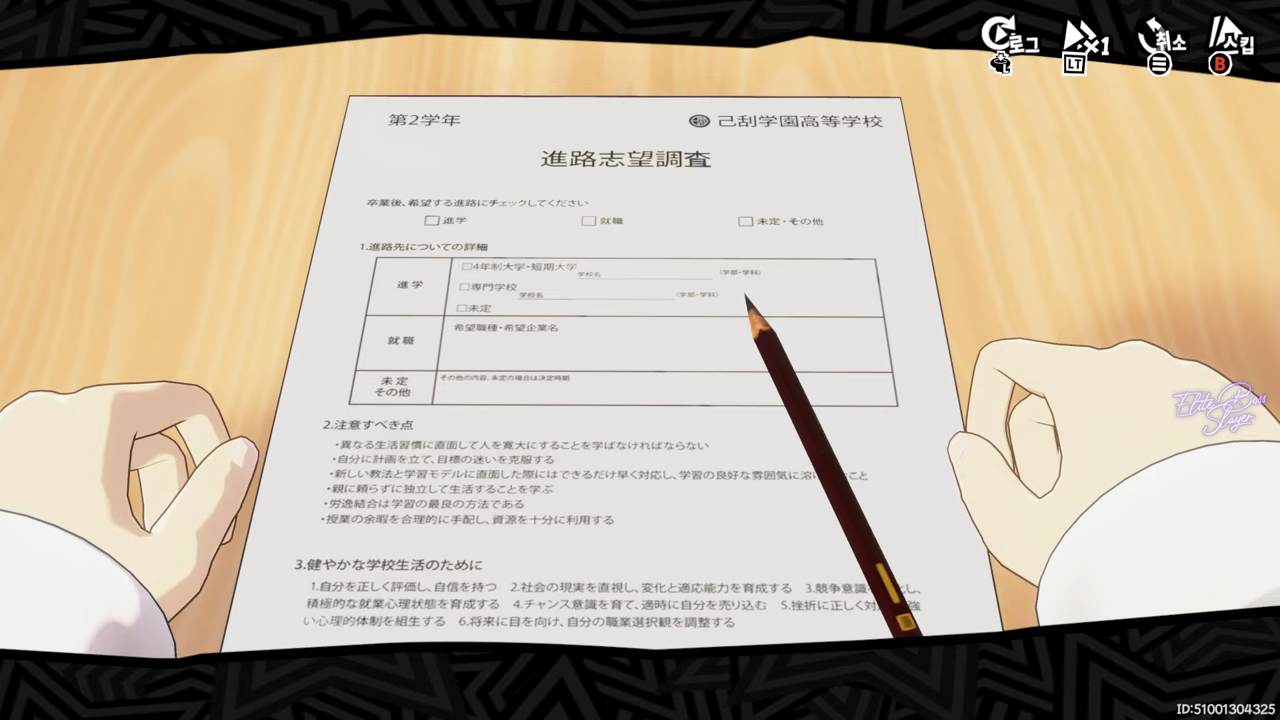 로그 ×1 취소 스킵
L LT B
第2学年 己刮学園高等学校
進路志望調査
卒業後、希望する進路にチェックしてください
□進学 □就職 □未定・その他
1.進路先についての詳細
進学 □4年制大学・短期大学 学校名 (学部・学科)
□専門学校 学校名 (学部・学科)
□未定
就職 希望職種・希望企業名
未定 その他の内容、未定の場合は決定時期
その他
2.注意すべき点
・異なる生活習慣に直面して人を寛大にすることを学ばなければならない
・自分に計画を立て、目標の迷いを克服する
・新しい教法と学習モデルに直面した際にはできるだけ早く対応し、学習の良好な雰囲気に溶 こと
・親に頼らずに独立して生活することを学ぶ
・労逸結合は学習の最良の方法である
・授業の余暇を合理的に手配し、資源を十分に利用する
3.健やかな学校生活のために
1.自分を正しく評価し、自信を持つ 2.社会の現実を直視し、変化と適応能力を育成する 3.競争意識 化し、
積極的な就業心理状態を育成する 4.チャンス意識を育て、適時に自分を売り込む 5.挫折に正しく対 強
い心理的体制を組生する 6.将来に目を向け、自分の職業選択観を調整する
Elite Boss
Slayer
ID:51001304325